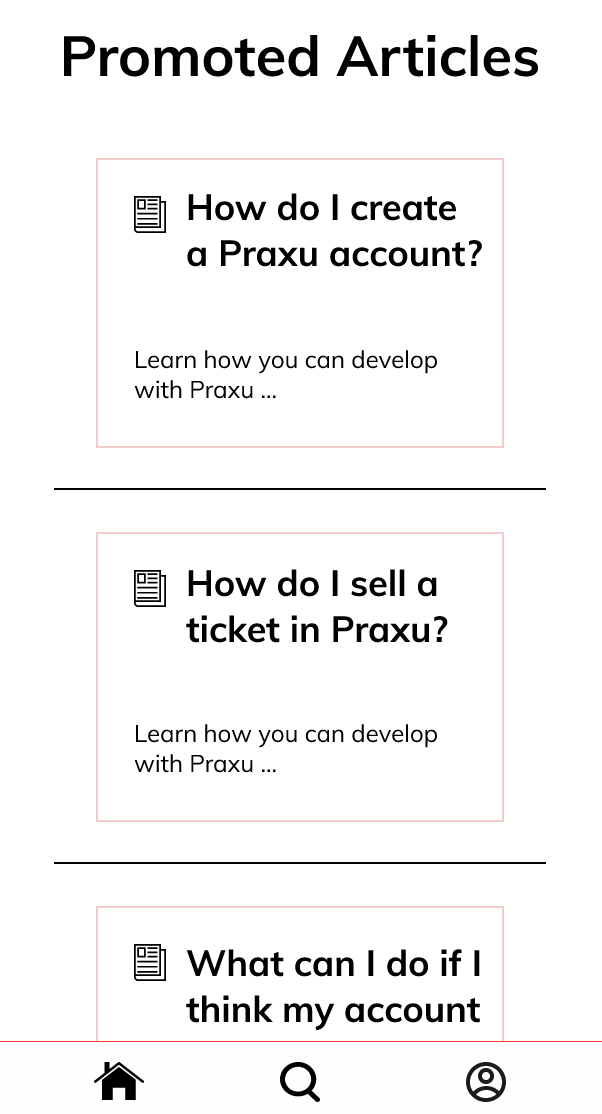 Promoted Articles
How do I create
a Praxu account?
Learn how you can develop
with Praxu ...
How do I sell a
ticket in Praxu?
Learn how you can develop
with Praxu ...
What can I do if I
think my account